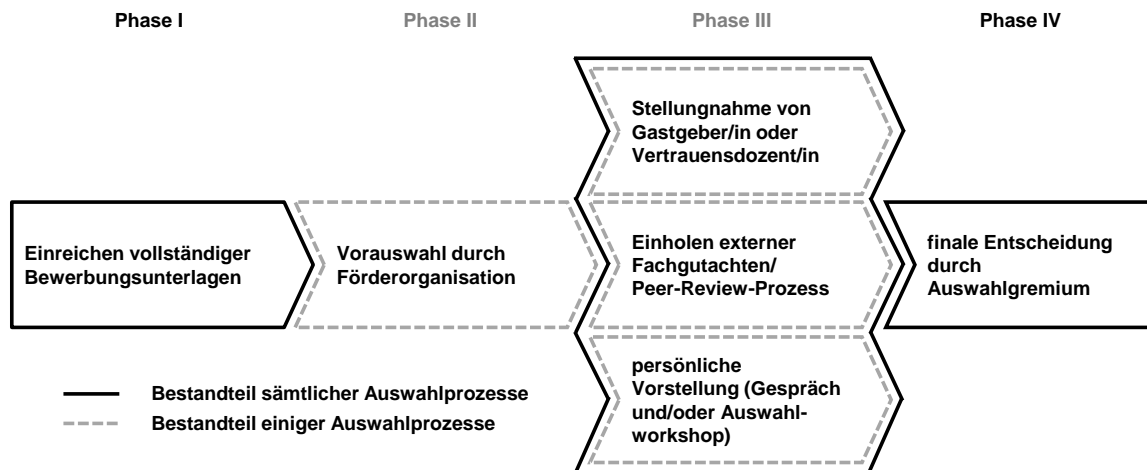 Phase I
Phase II
Phase III
Phase IV
Einreichen vollständiger
Bewerbungsunterlagen
Vorauswahl durch
Förderorganisation
Stellungnahme von
Gastgeber/in oder
Vertrauensdozent/in
Einholen externer
Fachgutachten/
Peer-Review-Prozess
persönliche
Vorstellung (Gespräch
und/oder Auswahl-
workshop)
finale Entscheidung
durch
Auswahlgremium
Bestandteil sämtlicher Auswahlprozesse
Bestandteil einiger Auswahlprozesse